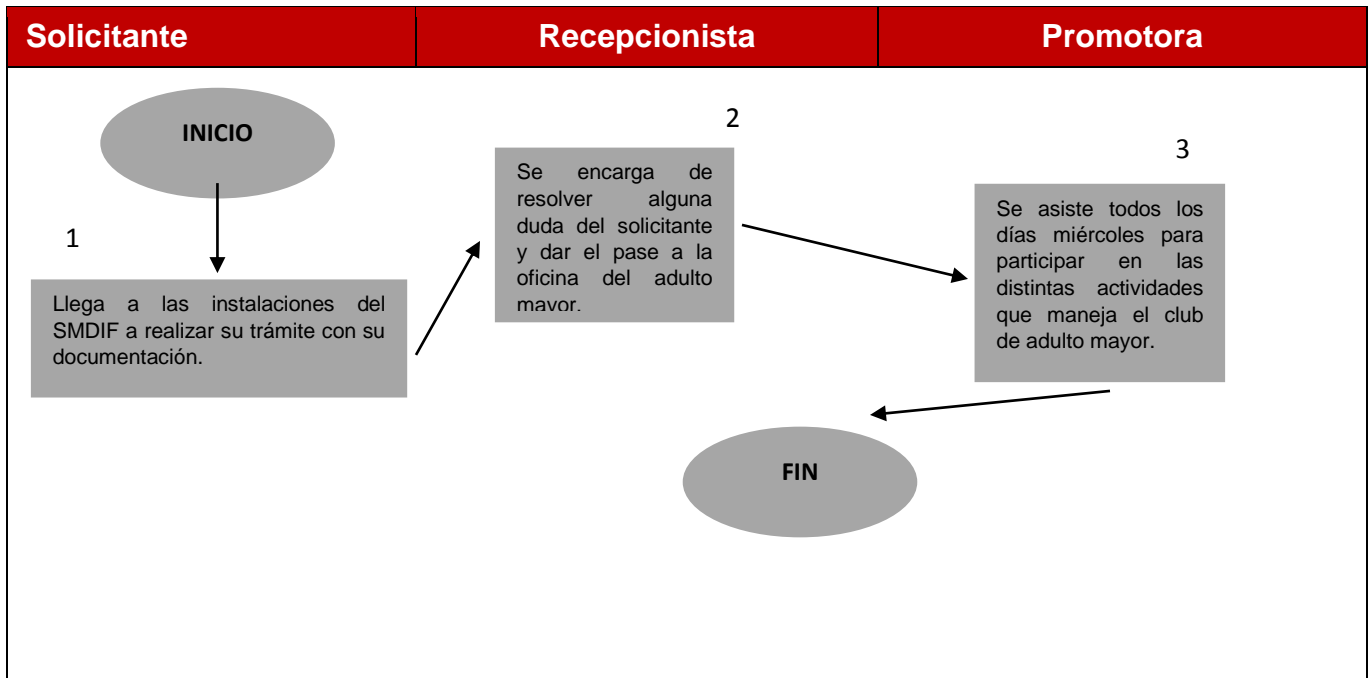 Solicitante
Recepcionista
Promotora
INICIO
1
Llega a las instalaciones del
SMDIF a realizar su trámite con su
documentación.
2
Se encarga de
resolver alguna
duda del solicitante
y dar el pase a la
oficina del adulto
mayor.
3
Se asiste todos los
días miércoles para
participar en las
distintas actividades
que maneja el club
de adulto mayor.
FIN